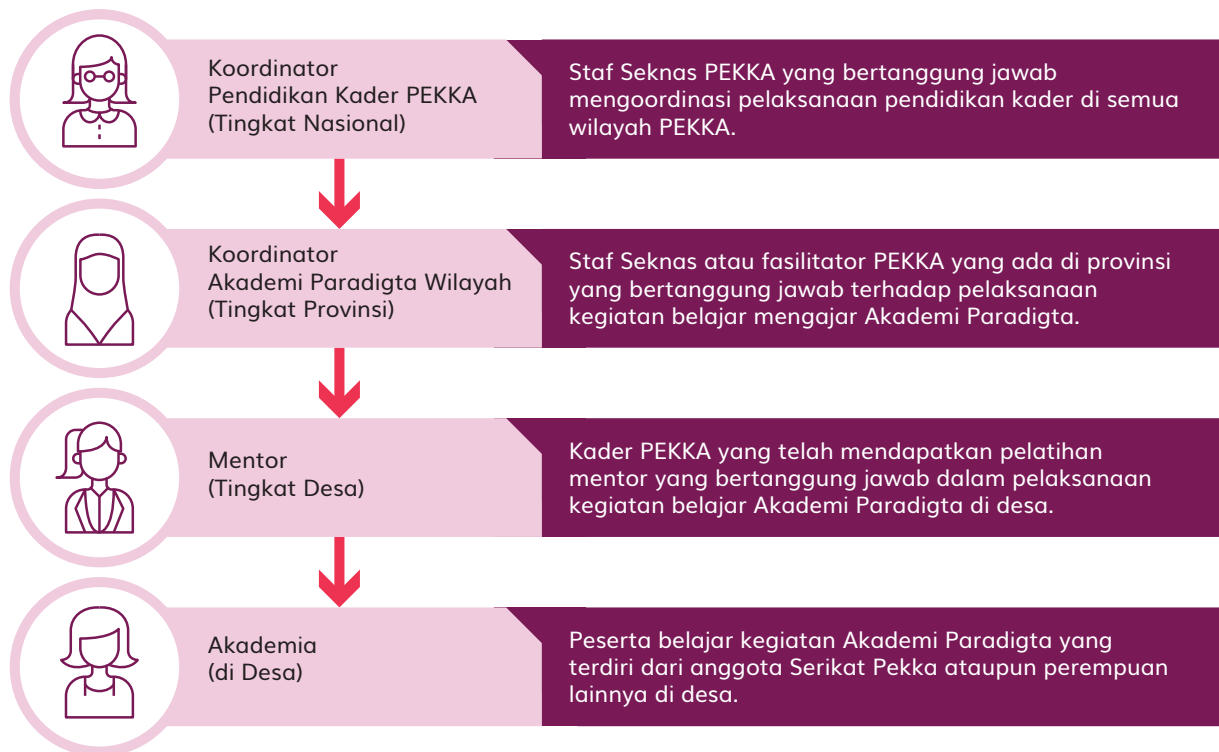 Koordinator
Pendidikan Kader PEKKA
(Tingkat Nasional)
Staf Seknas PEKKA yang bertanggung jawab
mengoordinasi pelaksanaan pendidikan kader di semua
wilayah PEKKA.
Koordinator
Akademi Paradigta Wilayah
(Tingkat Provinsi)
Staf Seknas atau fasilitator PEKKA yang ada di provinsi
yang bertanggung jawab terhadap pelaksanaan
kegiatan belajar mengajar Akademi Paradigta.
Mentor
(Tingkat Desa)
Kader PEKKA yang telah mendapatkan pelatihan
mentor yang bertanggung jawab dalam pelaksanaan
kegiatan belajar Akademi Paradigta di desa.
Akademia
(di Desa)
Peserta belajar kegiatan Akademi Paradigta yang
terdiri dari anggota Serikat Pekka ataupun perempuan
lainnya di desa.